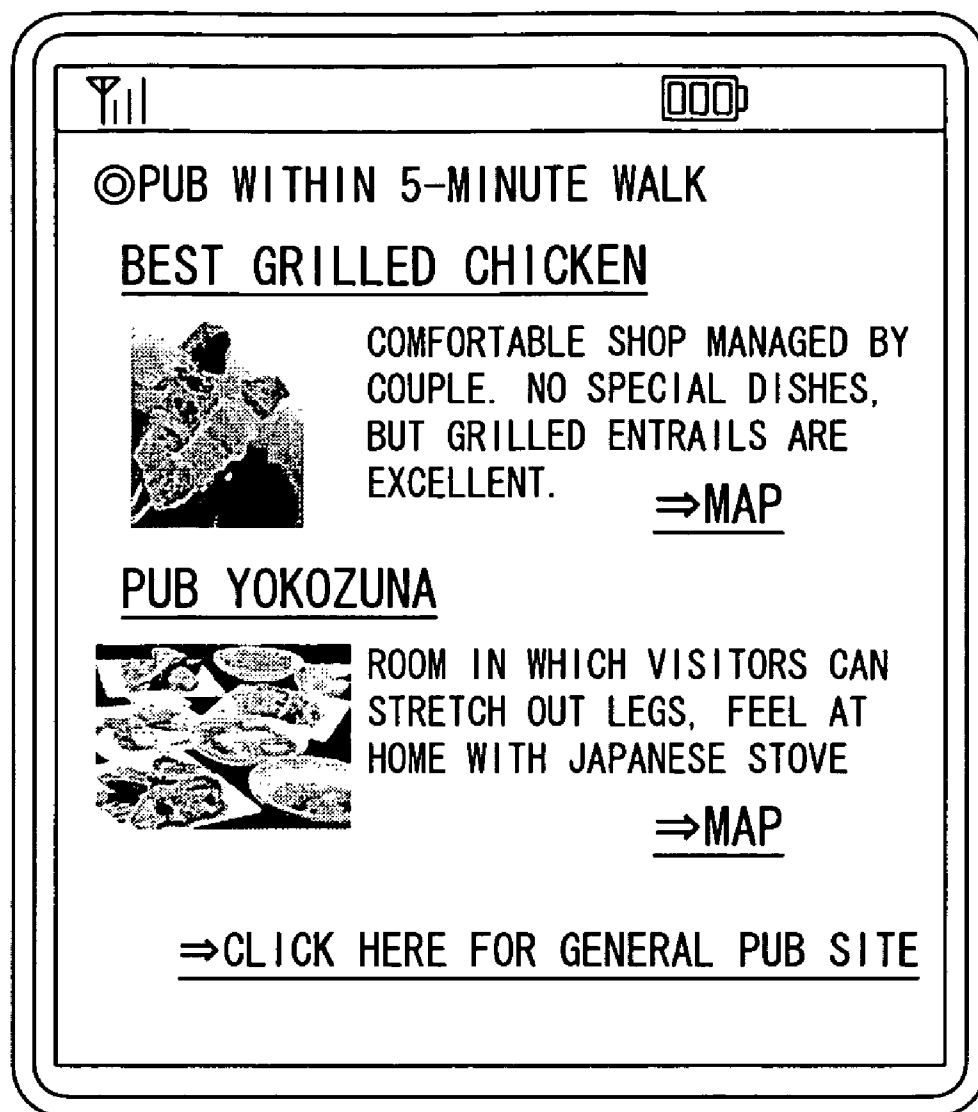 ◎PUB WITHIN 5-MINUTE WALK
BEST GRILLED CHICKEN
COMFORTABLE SHOP MANAGED BY
COUPLE. NO SPECIAL DISHES,
BUT GRILLED ENTRAILS ARE
EXCELLENT.
⇒MAP
PUB YOKOZUNA
ROOM IN WHICH VISITORS CAN
STRETCH OUT LEGS, FEEL AT
HOME WITH JAPANESE STOVE
⇒MAP
⇒CLICK HERE FOR GENERAL PUB SITE